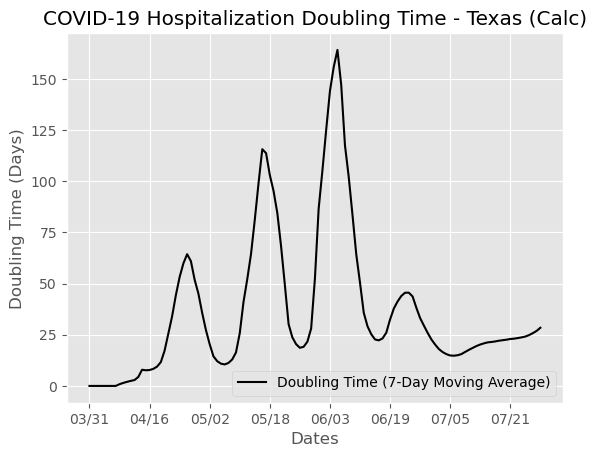 COVID-19 Hospitalization Doubling Time - Texas (Calc)
Doubling Time (Days)
150
125
100
75
50
25
0
Doubling Time (7-Day Moving Average)
03/31 04/16 05/02 05/18 06/03 06/19 07/05 07/21
Dates